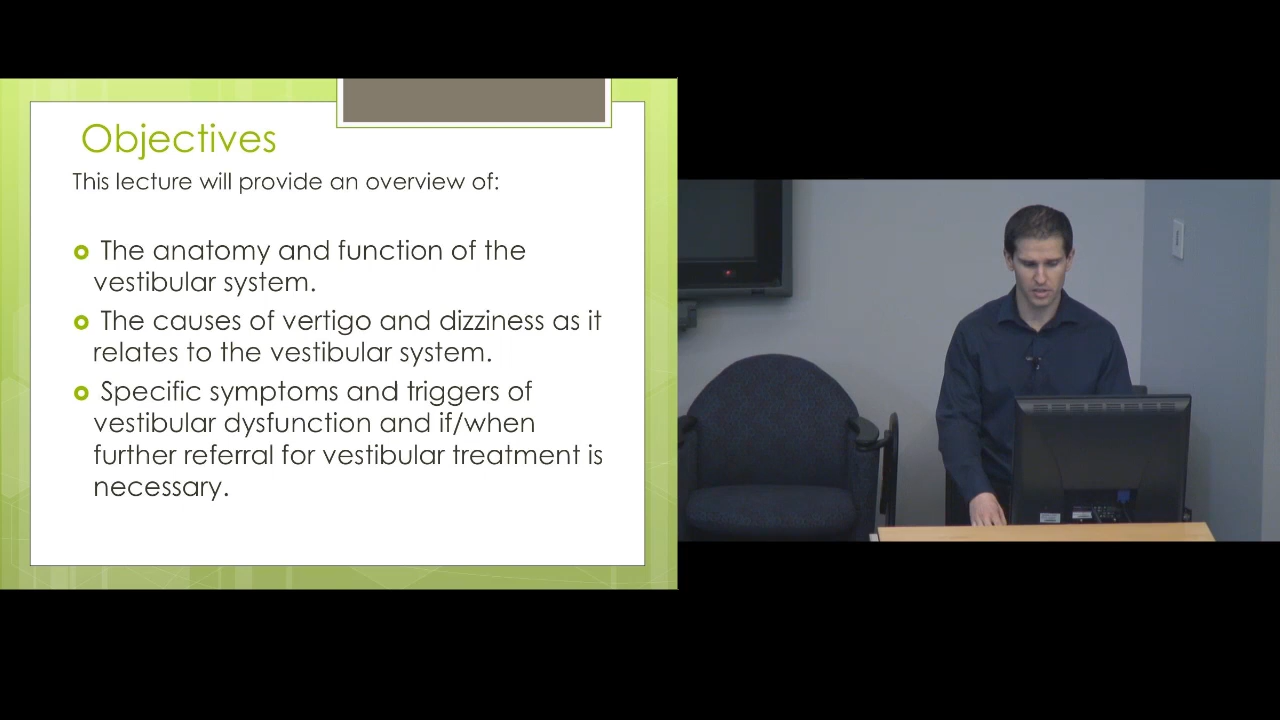 Objectives
This lecture will provide an overview of:
The anatomy and function of the
vestibular system.
The causes of vertigo and dizziness as it
relates to the vestibular system.
Specific symptoms and triggers of
vestibular dysfunction and if/when
further referral for vestibular treatment is
necessary.